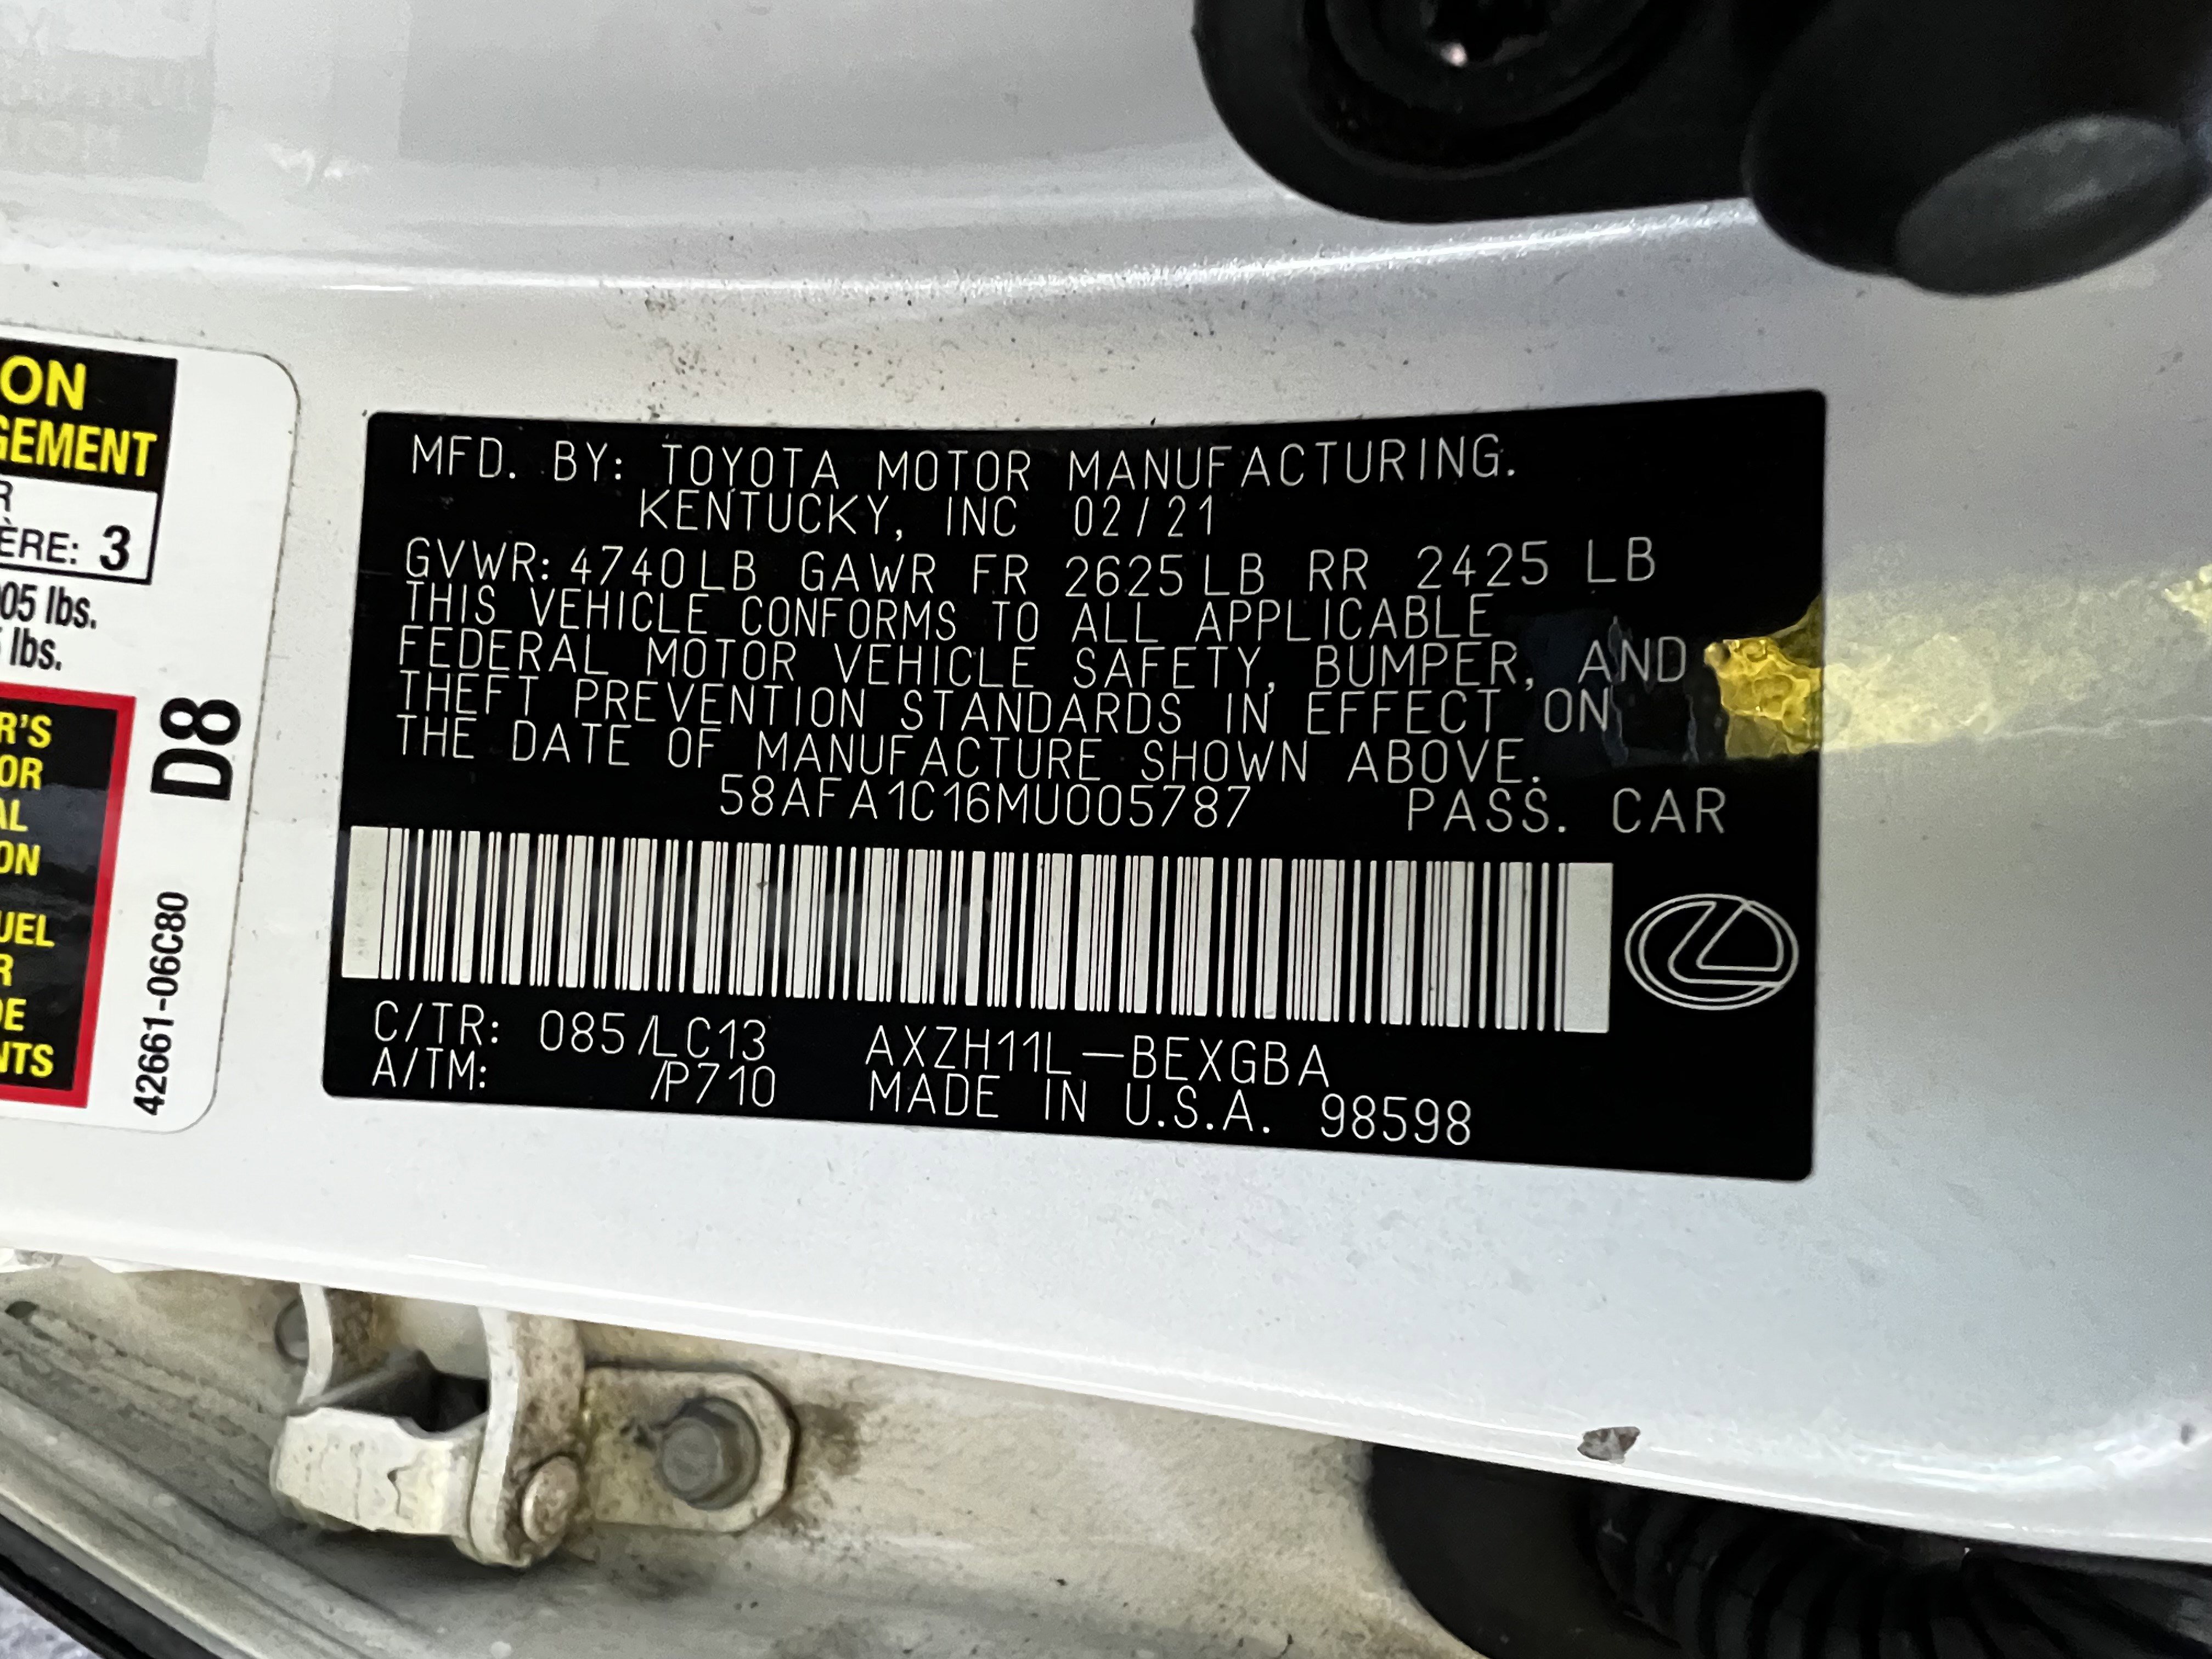 ON
GEMENT
R
ÈRE: 3
05 lbs.
lbs.
R'S
OR
AL
ON
UEL
R
DE
NTS
D8
42661-06C80
MFD. BY: TOYOTA MOTOR MANUFACTURING.
KENTUCKY, INC 02/21
GVWR: 4740LB GAWR FR 2625LB RR 2425 LB
THIS VEHICLE CONFORMS TO ALL APPLICABLE
FEDERAL MOTOR VEHICLE SAFETY, BUMPER, AND
THEFT PREVENTION STANDARDS IN EFFECT ON
THE DATE OF MANUFACTURE SHOWN ABOVE.
58AFA1C16MU005787 PASS. CAR
C/TR: 085/LC13 AXZH11L-BEXGBA
A/TM: /P710 MADE IN U.S.A. 98598